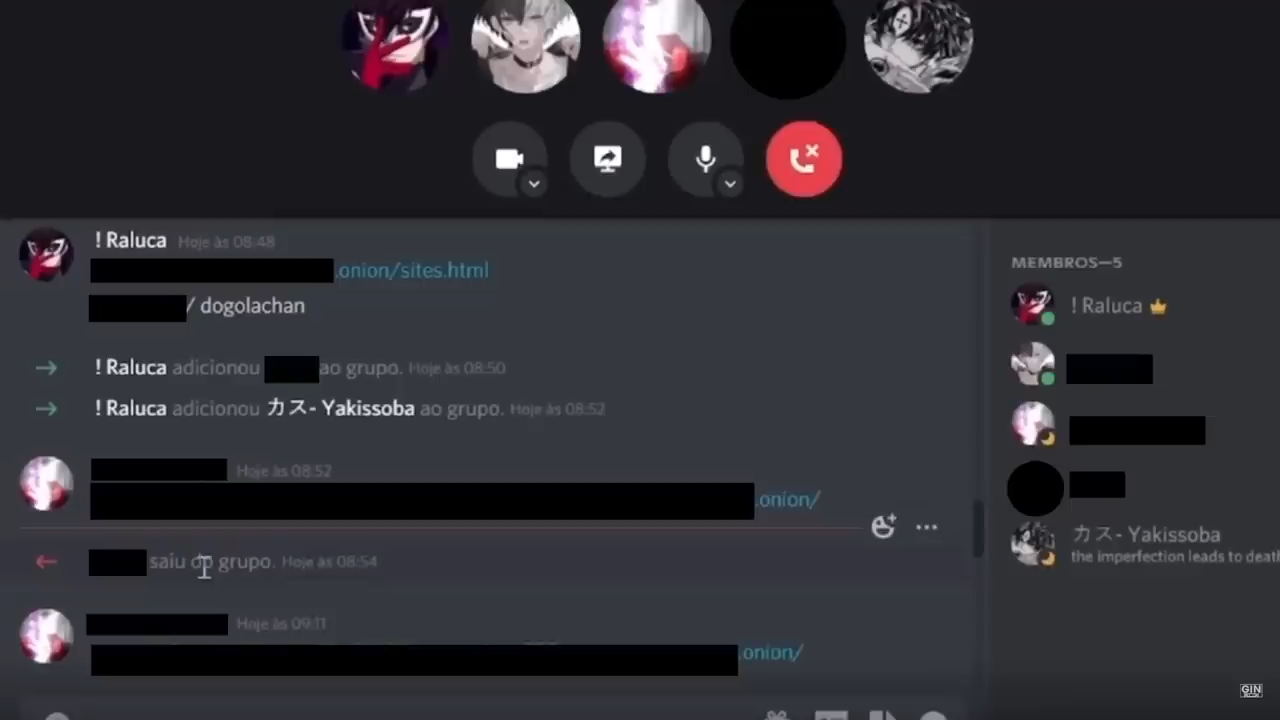 ! Raluca Hoje às 08:48
.onion/sites.html
/ dogolachan
! Raluca adicionou ao grupo. Hoje às 08:50
! Raluca adicionou カス- Yakissoba ao grupo. Hoje às 08:52
Hoje às 08:52
.onion/
saiu do grupo. Hoje às 08:54
Hoje às 09:11
.onion/
MEMBROS—5
! Raluca
カス- Yakissoba
the imperfection leads to death
GIN